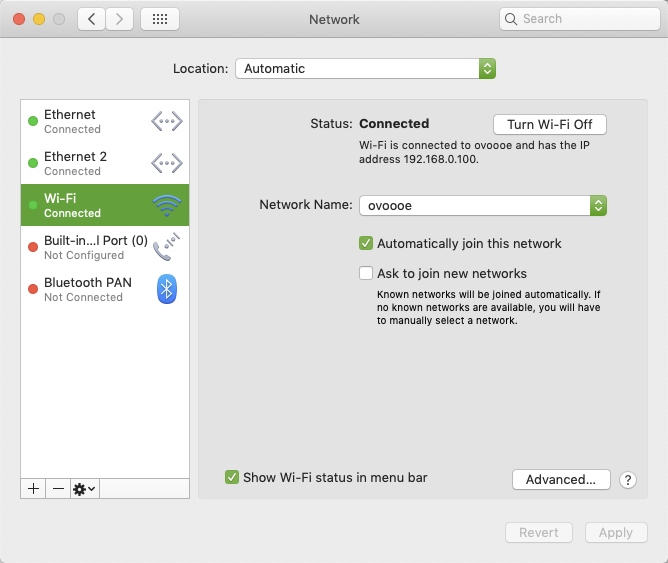 Network
Search
Location: Automatic
Ethernet
Connected
Ethernet 2
Connected
Wi-Fi
Connected
Built-in...l Port (0)
Not Configured
Bluetooth PAN
Not Connected
Status: Connected
Turn Wi-Fi Off
Wi-Fi is connected to ovoooe and has the IP
address 192.168.0.100.
Network Name: ovoooe
Automatically join this network
Ask to join new networks
Known networks will be joined automatically. If
no known networks are available, you will have
to manually select a network.
Show Wi-Fi status in menu bar
Advanced...
?
Revert
Apply